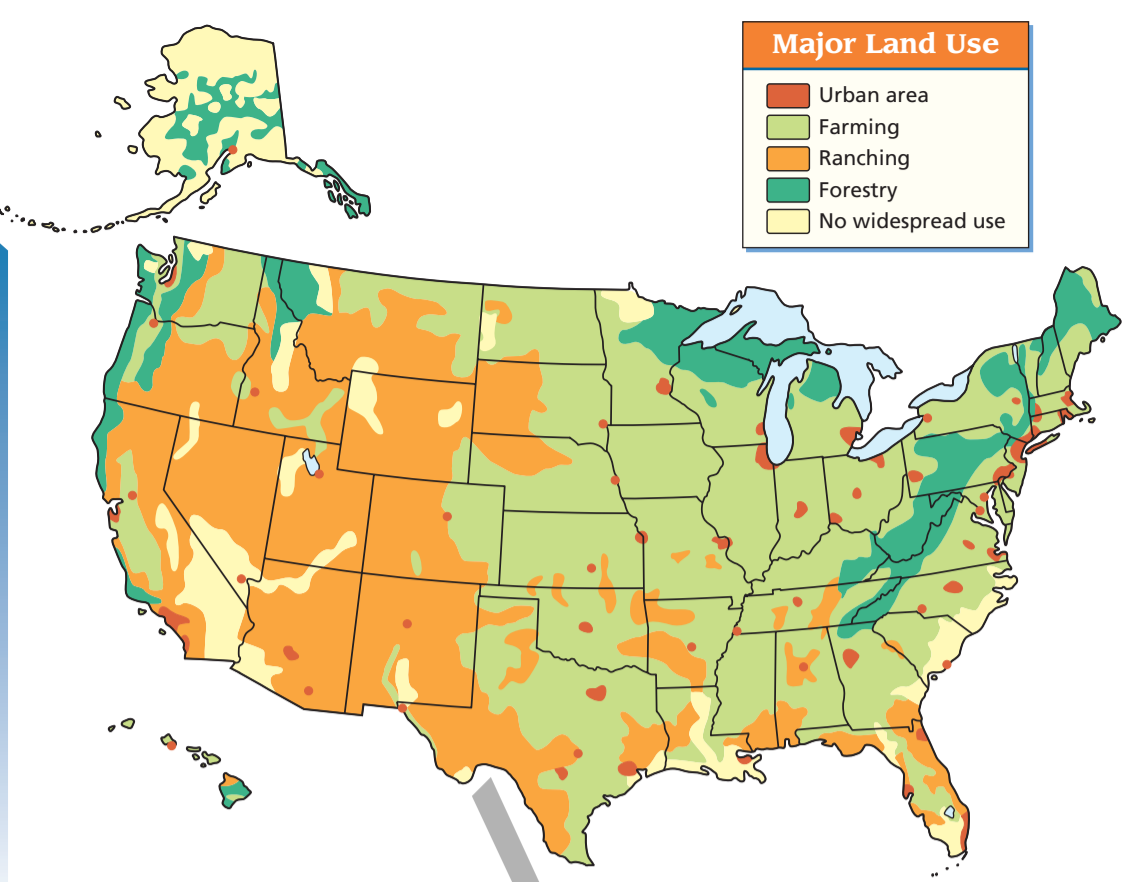 Major Land Use
Urban area
Farming
Ranching
Forestry
No widespread use